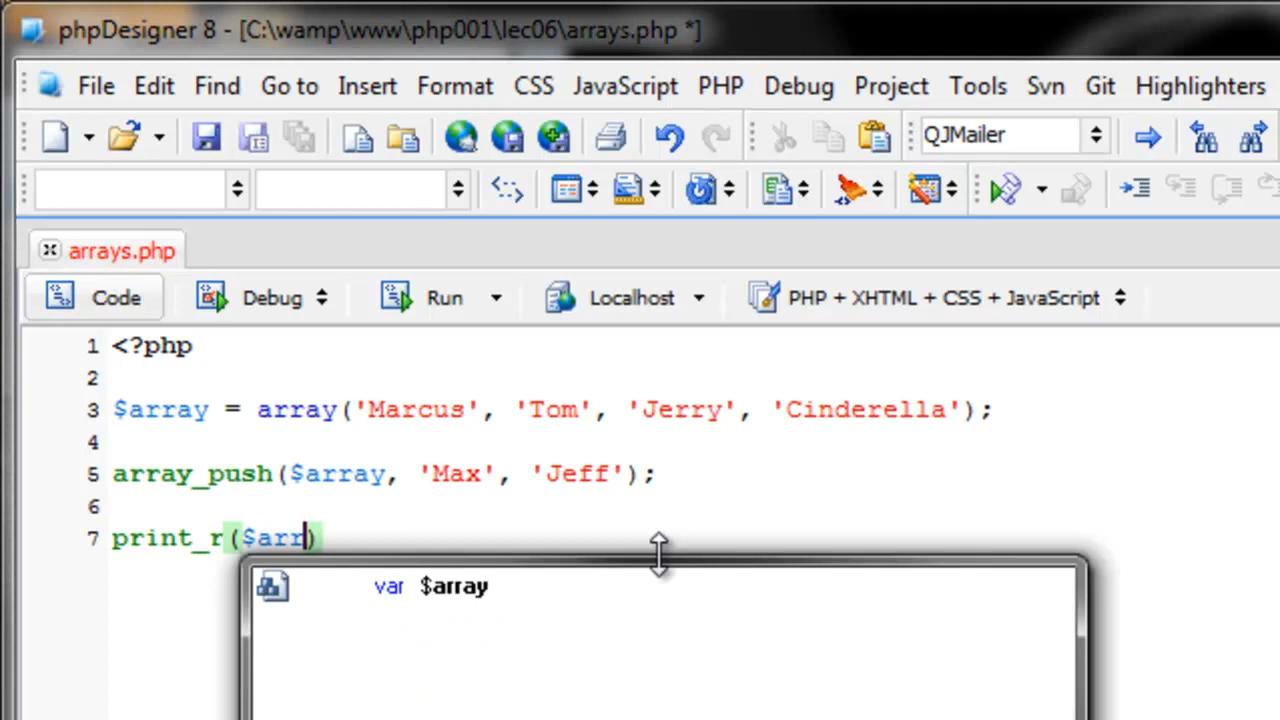 phpDesigner 8 - [C:\wamp\www\php001\lec06\arrays.php *]
File Edit Find Go to Insert Format CSS JavaScript PHP Debug Project Tools Svn Git Highlighters
QJMailer
arrays.php
Code Debug Run Localhost PHP + XHTML + CSS + JavaScript
1 <?php
2
3 $array = array('Marcus', 'Tom', 'Jerry', 'Cinderella');
4
5 array_push($array, 'Max', 'Jeff');
6
7 print_r($arr)
var $array